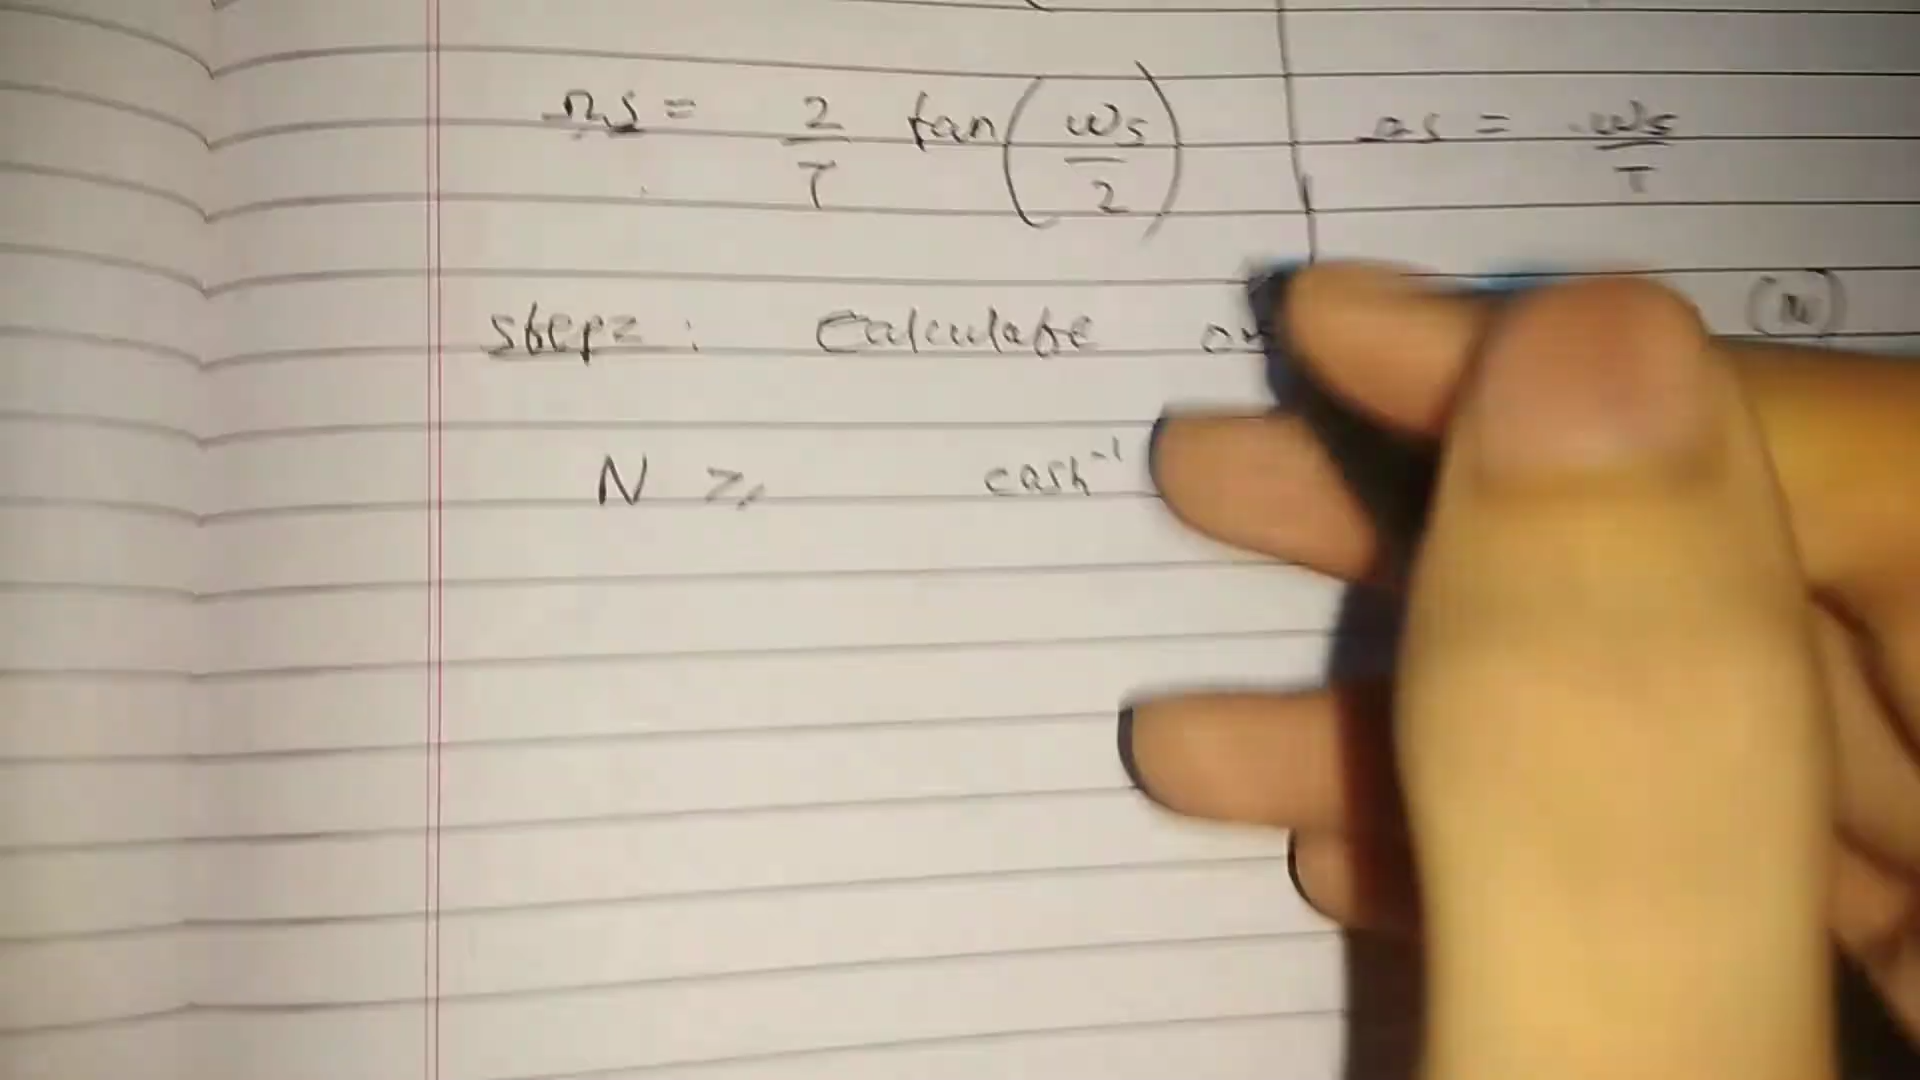 Ωs = 2/T tan(ωs/2) Ωs = ωs/T
Step2 : Calculate (N)
N ≥ cosh⁻¹